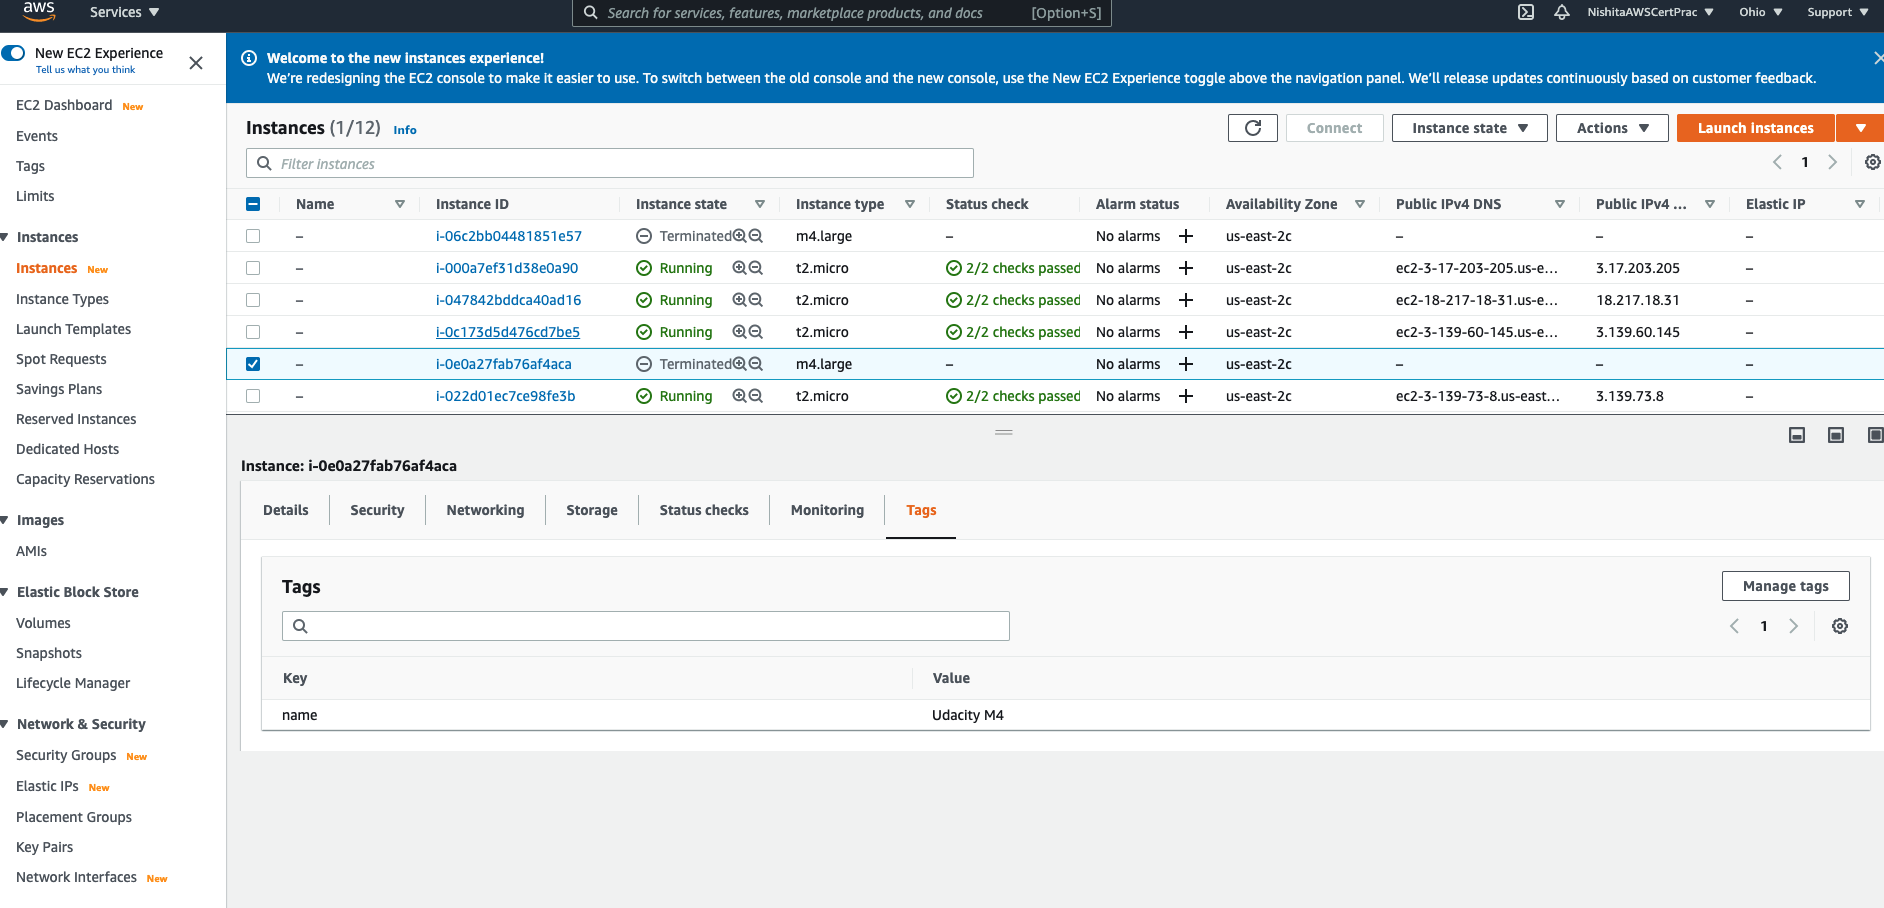 aws Services Search for services, features, marketplace products, and docs [Option+S] NishitaAWSCertPrac Ohio Support
New EC2 Experience
Tell us what you think
EC2 Dashboard New
Events
Tags
Limits
Instances
Instances New
Instance Types
Launch Templates
Spot Requests
Savings Plans
Reserved Instances
Dedicated Hosts
Capacity Reservations
Images
AMIs
Elastic Block Store
Volumes
Snapshots
Lifecycle Manager
Network & Security
Security Groups New
Elastic IPs New
Placement Groups
Key Pairs
Network Interfaces New
Welcome to the new instances experience!
We're redesigning the EC2 console to make it easier to use. To switch between the old console and the new console, use the New EC2 Experience toggle above the navigation panel. We'll release updates continuously based on customer feedback.
Instances (1/12) Info Connect Instance state Actions Launch instances
Filter instances 1
Name Instance ID Instance state Instance type Status check Alarm status Availability Zone Public IPv4 DNS Public IPv4 ... Elastic IP
– i-06c2bb04481851e57 Terminated m4.large – No alarms + us-east-2c – – –
– i-000a7ef31d38e0a90 Running t2.micro 2/2 checks passed No alarms + us-east-2c ec2-3-17-203-205.us-e... 3.17.203.205 –
– i-047842bddca40ad16 Running t2.micro 2/2 checks passed No alarms + us-east-2c ec2-18-217-18-31.us-e... 18.217.18.31 –
– i-0c173d5d476cd7be5 Running t2.micro 2/2 checks passed No alarms + us-east-2c ec2-3-139-60-145.us-e... 3.139.60.145 –
– i-0e0a27fab76af4aca Terminated m4.large – No alarms + us-east-2c – – –
– i-022d01ec7ce98fe3b Running t2.micro 2/2 checks passed No alarms + us-east-2c ec2-3-139-73-8.us-east... 3.139.73.8 –
Instance: i-0e0a27fab76af4aca
Details Security Networking Storage Status checks Monitoring Tags
Tags Manage tags
1
Key Value
name Udacity M4